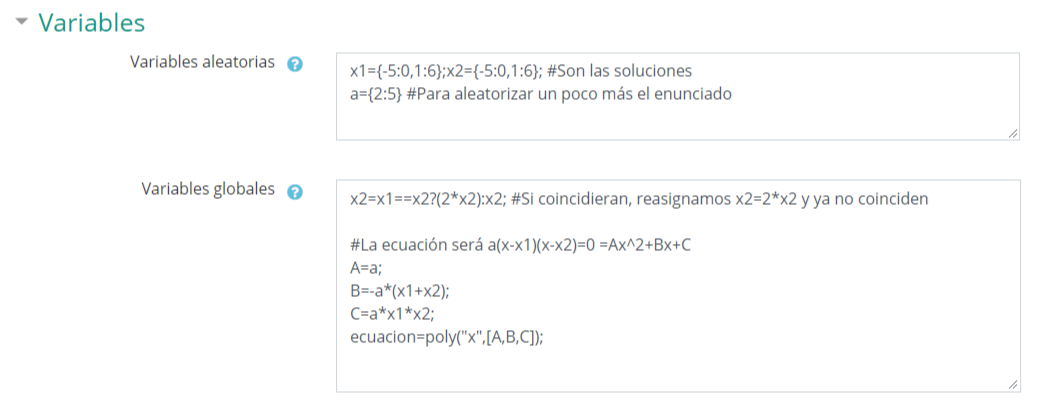 Variables
Variables aleatorias
x1={-5:0,1:6};x2={-5:0,1:6}; #Son las soluciones
a={2:5} #Para aleatorizar un poco más el enunciado
Variables globales
x2=x1==x2?(2*x2):x2; #Si coincidieran, reasignamos x2=2*x2 y ya no coinciden
#La ecuación será a(x-x1)(x-x2)=0 =Ax^2+Bx+C
A=a;
B=-a*(x1+x2);
C=a*x1*x2;
ecuacion=poly("x",[A,B,C]);